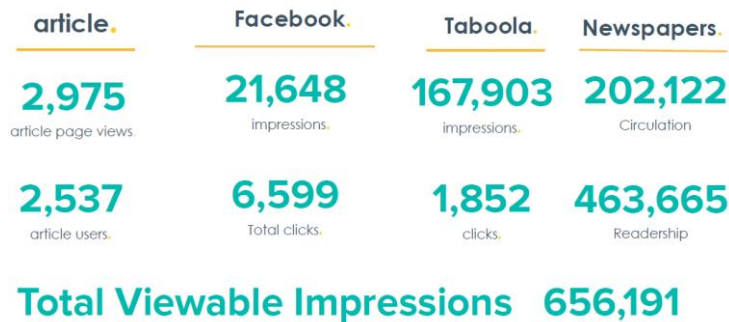 article.
2,975
article page views
2,537
article users.
Facebook.
21,648
impressions.
6,599
Total clicks.
Taboola.
167,903
impressions.
1,852
clicks.
Newspapers.
202,122
Circulation
463,665
Readership
Total Viewable Impressions 656,191